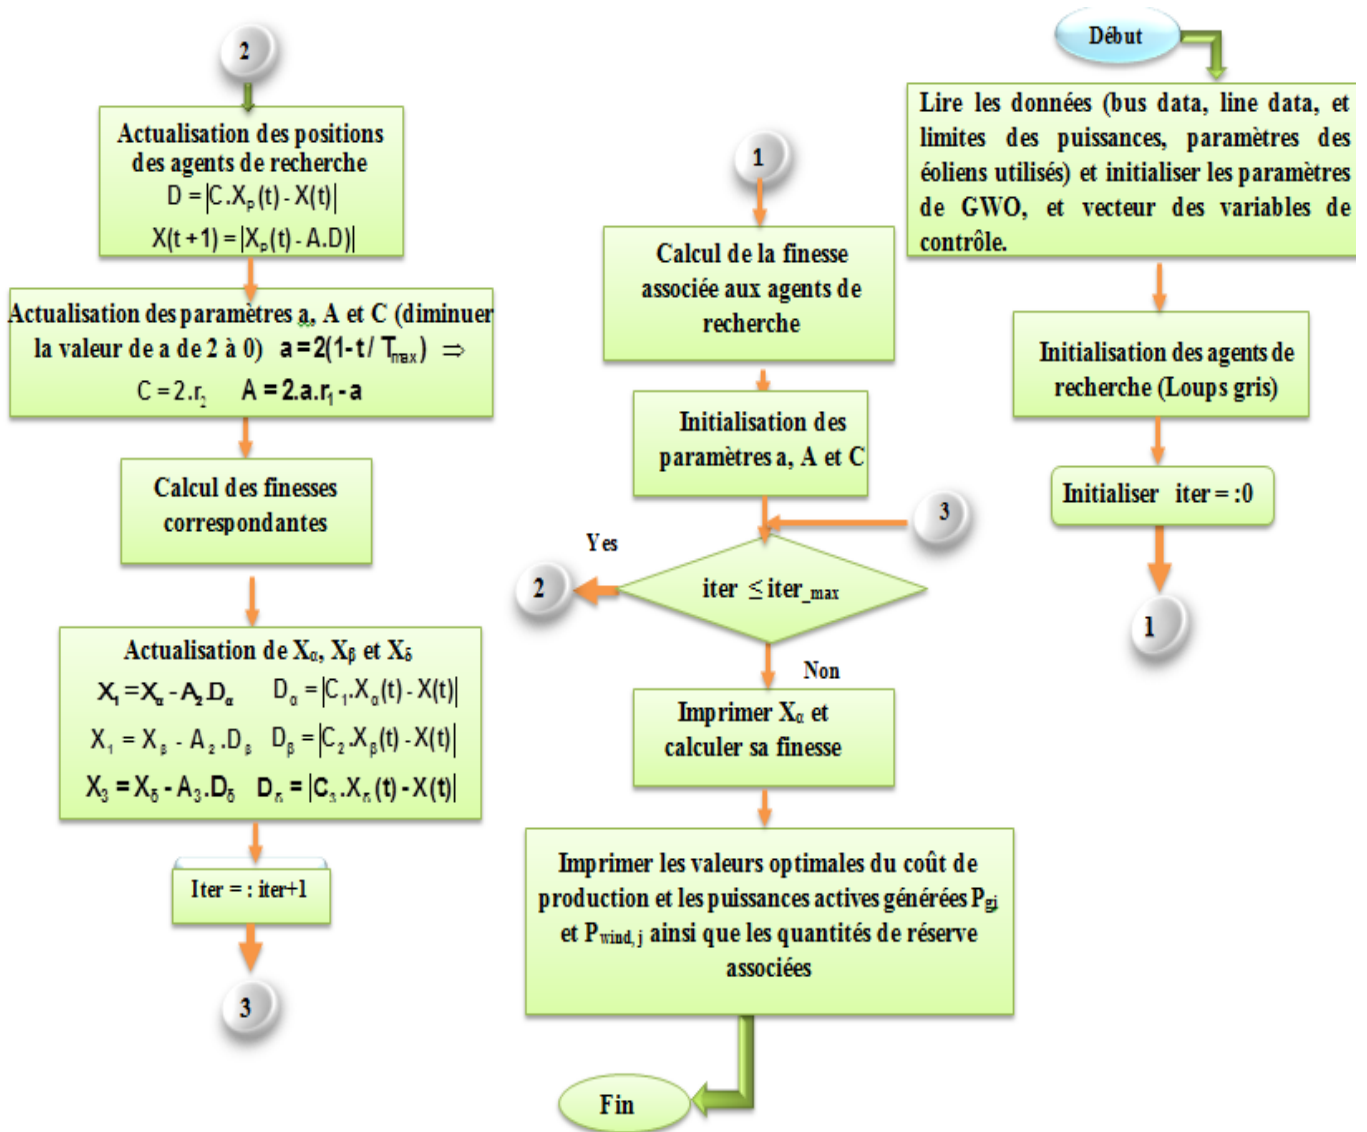 Début
Lire les données (bus data, line data, et
limites des puissances, paramètres des
éoliens utilisés) et initialiser les paramètres
de GWO, et vecteur des variables de
contrôle.
Initialisation des agents de
recherche (Loups gris)
Initialiser iter = :0
1
1
Calcul de la finesse
associée aux agents de
recherche
Initialisation des
paramètres a, A et C
3
Yes
iter ≤ iter_max
2
Non
Imprimer Xα et
calculer sa finesse
Imprimer les valeurs optimales du coût de
production et les puissances actives générées Pgi
et Pwind, j ainsi que les quantités de réserve
associées
Fin
2
Actualisation des positions
des agents de recherche
D = |C.Xp(t) - X(t)|
X(t + 1) = |Xp(t) - A.D)|
Actualisation des paramètres a, A et C (diminuer
la valeur de a de 2 à 0) a = 2(1-t / Tmax) ⇒
C = 2.r2 A = 2.a.r1 - a
Calcul des finesses
correspondantes
Actualisation de Xα, Xβ et Xδ
X1 = Xα - A2.Dα Dα = |C1.Xα(t) - X(t)|
X1 = Xβ - A2.Dβ Dβ = |C2.Xβ(t) - X(t)|
X3 = Xδ - A3.Dδ Dδ = |C3.Xδ(t) - X(t)|
Iter = : iter+1
3